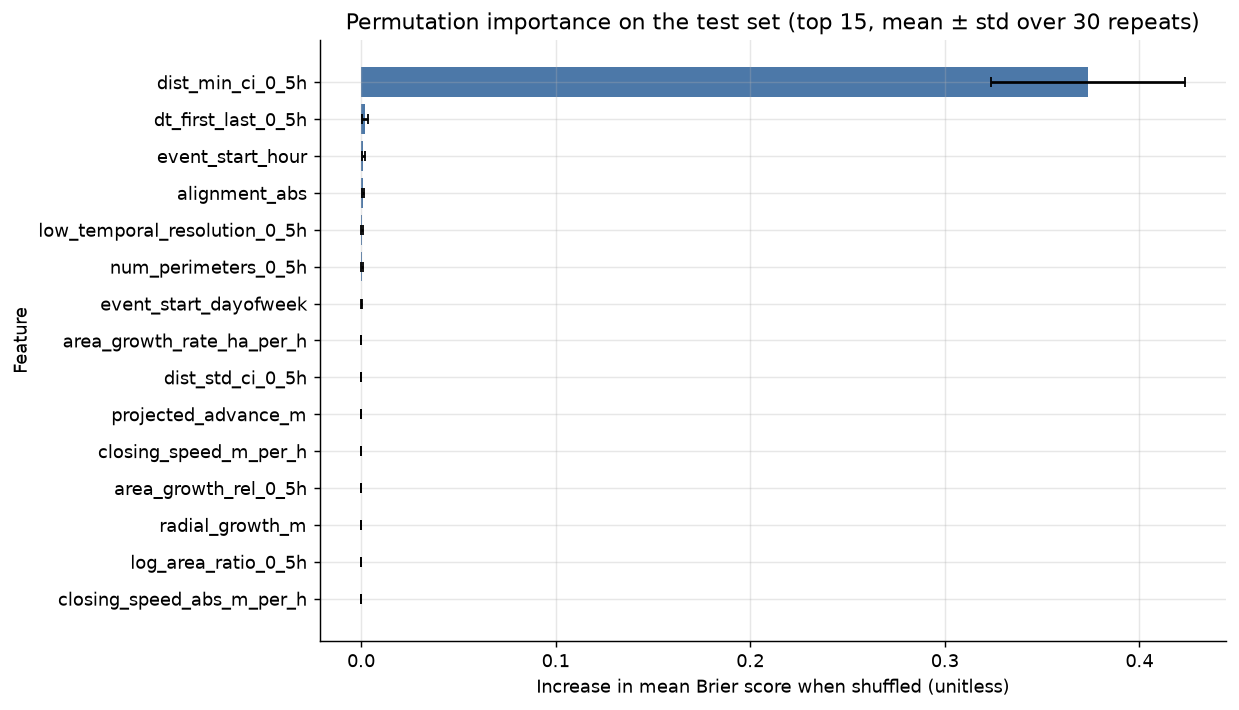 Permutation importance on the test set (top 15, mean ± std over 30 repeats)
dist_min_ci_0_5h
dt_first_last_0_5h
event_start_hour
alignment_abs
low_temporal_resolution_0_5h
num_perimeters_0_5h
event_start_dayofweek
area_growth_rate_ha_per_h
dist_std_ci_0_5h
projected_advance_m
closing_speed_m_per_h
area_growth_rel_0_5h
radial_growth_m
log_area_ratio_0_5h
closing_speed_abs_m_per_h
Feature
0.0 0.1 0.2 0.3 0.4
Increase in mean Brier score when shuffled (unitless)